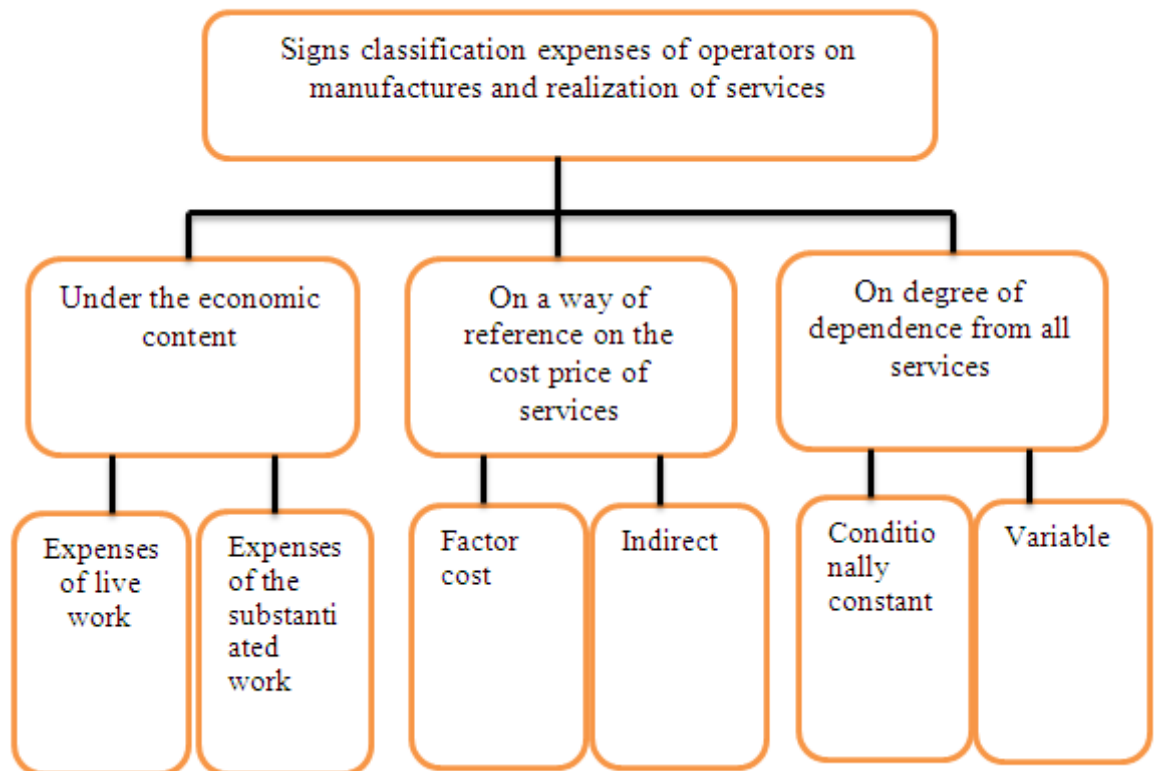 Signs classification expenses of operators on
manufactures and realization of services
Under the economic
content
On a way of
reference on the
cost price of
services
On degree of
dependence from all
services
Expenses
of live
work
Expenses
of the
substanti
ated
work
Factor
cost
Indirect
Conditio
nally
constant
Variable